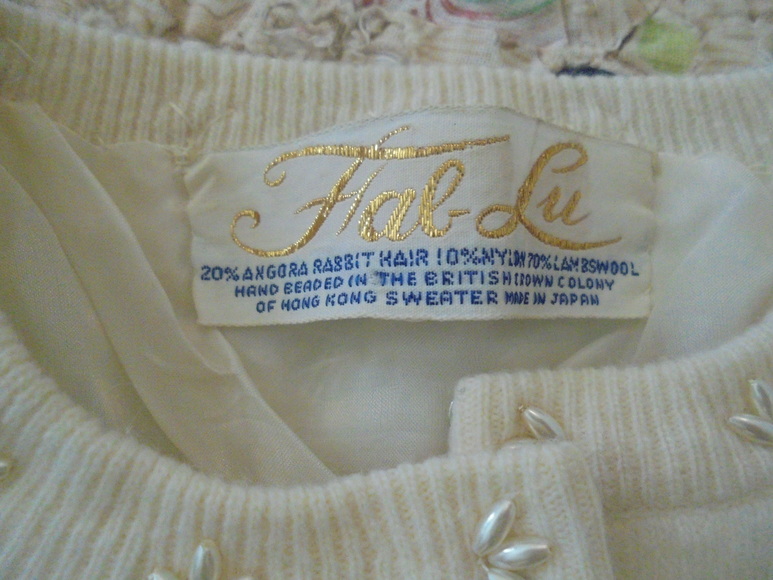 Fab-Lu
20% ANGORA RABBIT HAIR 10% NYLON 70% LAMBSWOOL
HAND BEADED IN THE BRITISH CROWN COLONY
OF HONG KONG SWEATER MADE IN JAPAN